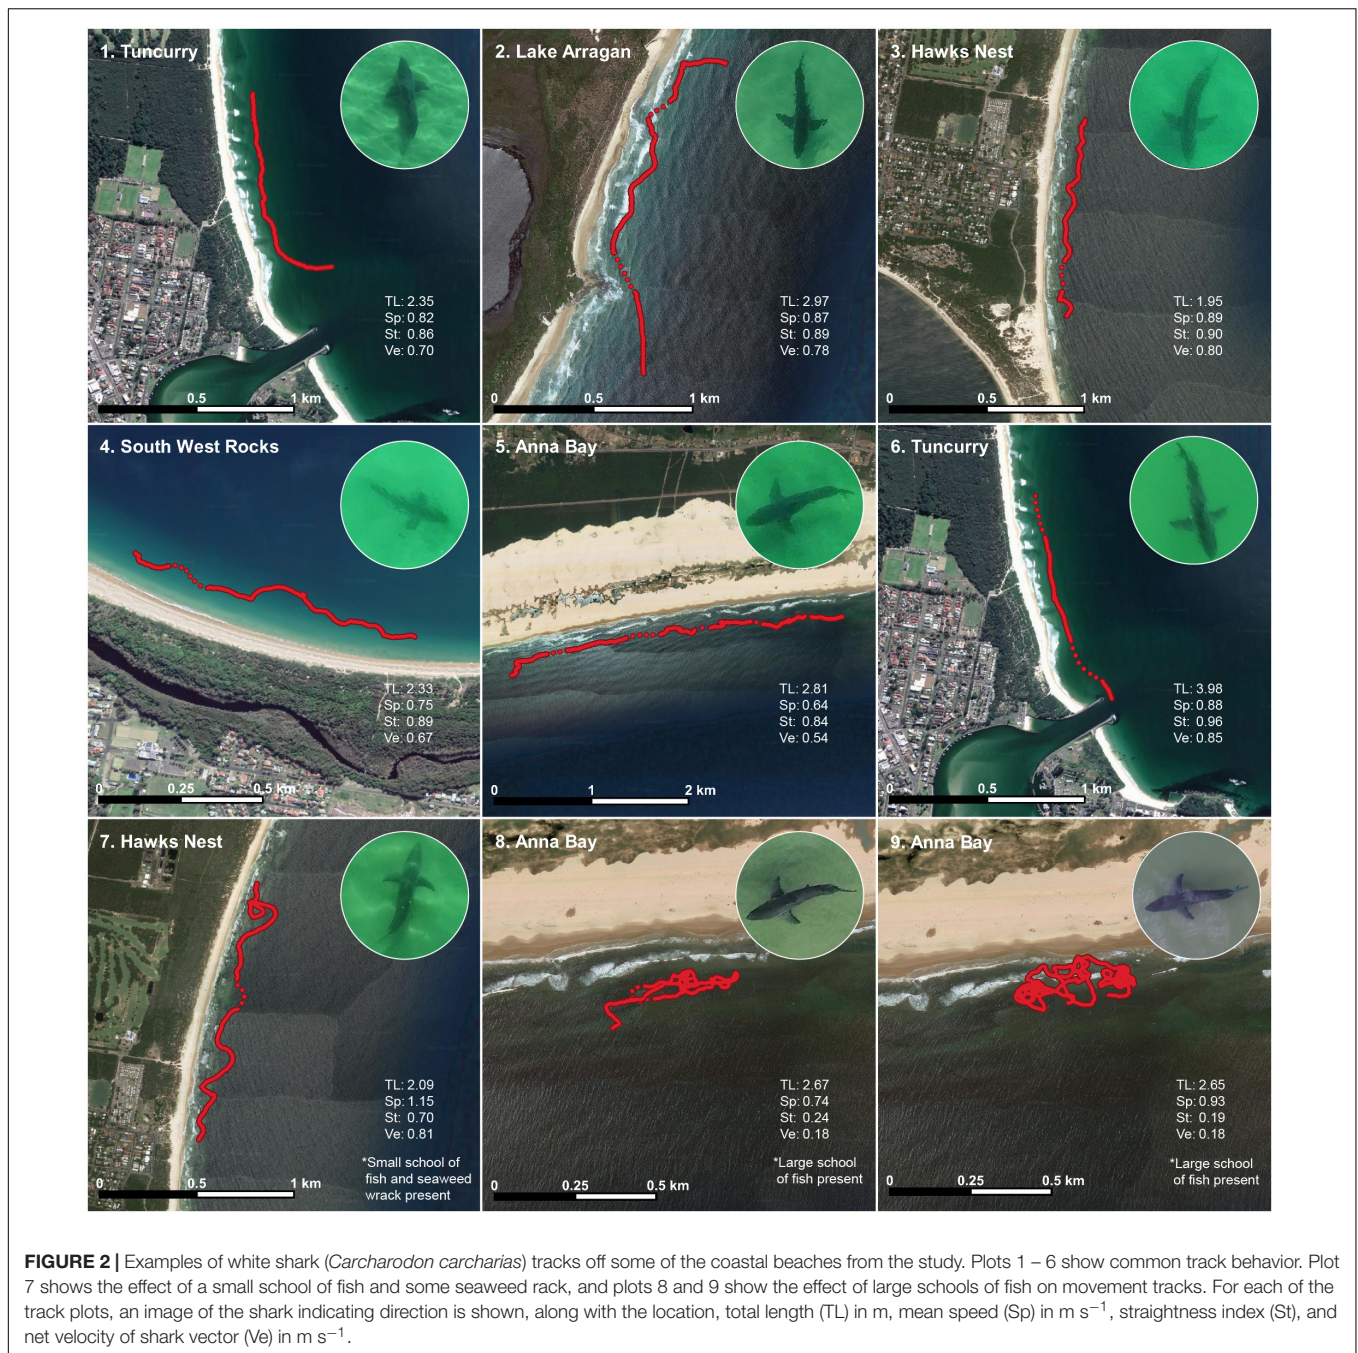 1. Tuncurry
TL: 2.35
Sp: 0.82
St: 0.86
Ve: 0.70
0 0.5 1 km
2. Lake Arragan
TL: 2.97
Sp: 0.87
St: 0.89
Ve: 0.78
0 0.5 1 km
3. Hawks Nest
TL: 1.95
Sp: 0.89
St: 0.90
Ve: 0.80
0 0.5 1 km
4. South West Rocks
TL: 2.33
Sp: 0.75
St: 0.89
Ve: 0.67
0 0.25 0.5 km
5. Anna Bay
TL: 2.81
Sp: 0.64
St: 0.84
Ve: 0.54
0 1 2 km
6. Tuncurry
TL: 3.98
Sp: 0.88
St: 0.96
Ve: 0.85
0 0.5 1 km
7. Hawks Nest
TL: 2.09
Sp: 1.15
St: 0.70
Ve: 0.81
*Small school of
fish and seaweed
wrack present
0 0.5 1 km
8. Anna Bay
TL: 2.67
Sp: 0.74
St: 0.24
Ve: 0.18
*Large school
of fish present
0 0.25 0.5 km
9. Anna Bay
TL: 2.65
Sp: 0.93
St: 0.19
Ve: 0.18
*Large school
of fish present
0 0.25 0.5 km
FIGURE 2 | Examples of white shark (Carcharodon carcharias) tracks off some of the coastal beaches from the study. Plots 1 – 6 show common track behavior. Plot
7 shows the effect of a small school of fish and some seaweed rack, and plots 8 and 9 show the effect of large schools of fish on movement tracks. For each of the
track plots, an image of the shark indicating direction is shown, along with the location, total length (TL) in m, mean speed (Sp) in m s⁻¹, straightness index (St), and
net velocity of shark vector (Ve) in m s⁻¹.